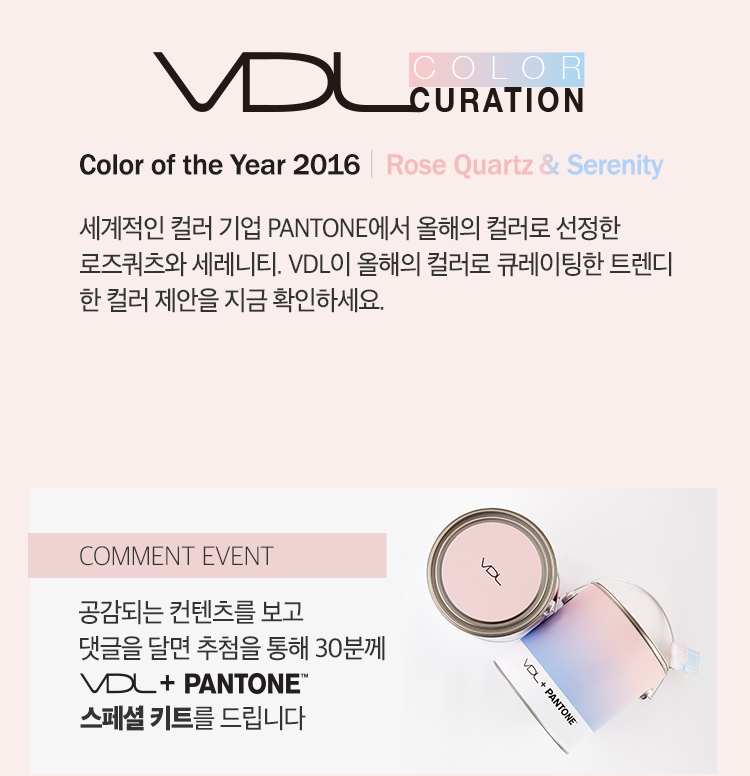 VDL COLOR
CURATION
Color of the Year 2016 | Rose Quartz & Serenity
세계적인 컬러 기업 PANTONE에서 올해의 컬러로 선정한
로즈쿼츠와 세레니티. VDL이 올해의 컬러로 큐레이팅한 트렌디
한 컬러 제안을 지금 확인하세요.
COMMENT EVENT
공감되는 컨텐츠를 보고
댓글을 달면 추첨을 통해 30분께
VDL + PANTONE™
스페셜 키트를 드립니다
VDL
VDL + PANTONE™